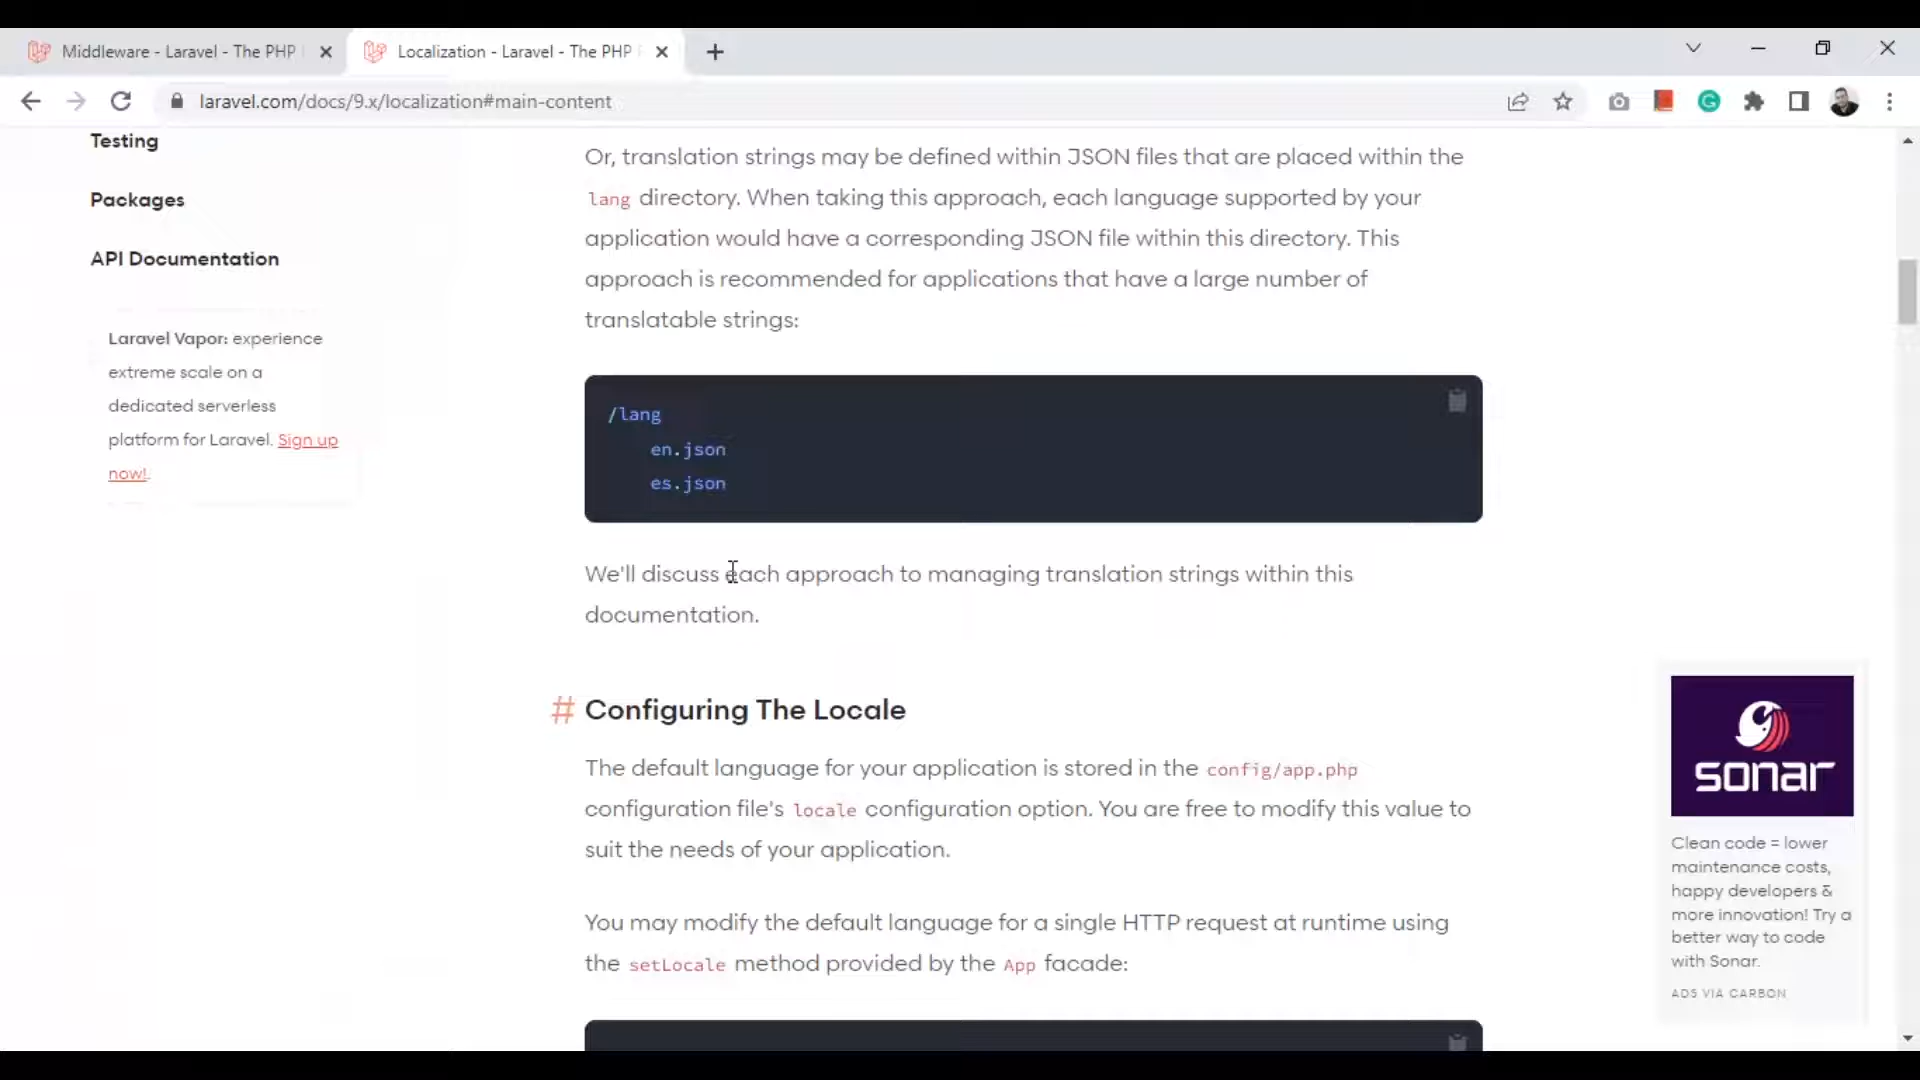 Middleware - Laravel - The PHP
Localization - Laravel - The PHP
laravel.com/docs/9.x/localization#main-content
Testing
Packages
API Documentation
Laravel Vapor: experience
extreme scale on a
dedicated serverless
platform for Laravel. Sign up
now!.
Or, translation strings may be defined within JSON files that are placed within the
lang directory. When taking this approach, each language supported by your
application would have a corresponding JSON file within this directory. This
approach is recommended for applications that have a large number of
translatable strings:
/lang
en.json
es.json
We'll discuss each approach to managing translation strings within this
documentation.
# Configuring The Locale
The default language for your application is stored in the config/app.php
configuration file's locale configuration option. You are free to modify this value to
suit the needs of your application.
You may modify the default language for a single HTTP request at runtime using
the setLocale method provided by the App facade:
sonar
Clean code = lower
maintenance costs,
happy developers &
more innovation! Try a
better way to code
with Sonar.
ADS VIA CARBON